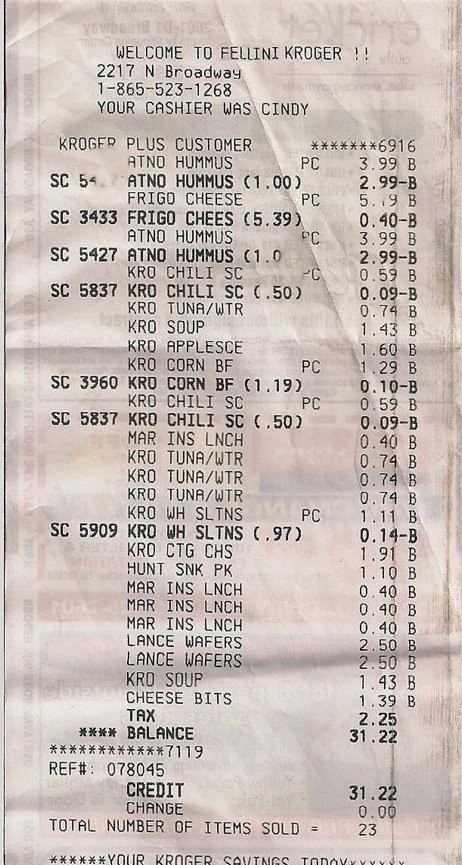 WELCOME TO FELLINI KROGER !!
2217 N Broadway
1-865-523-1268
YOUR CASHIER WAS CINDY
KROGER PLUS CUSTOMER *******6916
ATNO HUMMUS PC 3.99 B
SC ATNO HUMMUS (1.00) 2.99-B
FRIGO CHEESE PC B
SC 3433 FRIGO CHEES (5.39) 0.40-B
ATNO HUMMUS PC 3.99 B
SC 5427 ATNO HUMMUS (1.0 2.99-B
KRO CHILI SC PC 0.59 B
SC 5837 KRO CHILI SC (.50) 0.09-B
KRO TUNA/WTR 0.74 B
KRO SOUP 1.43 B
KRO APPLESCE 1.60 B
KRO CORN BF PC 1.29 B
SC 3960 KRO CORN BF (1.19) 0.10-B
KRO CHILI SC PC 0.59 B
SC 5837 KRO CHILI SC (.50) 0.09-B
MAR INS LNCH 0.40 B
KRO TUNA/WTR 0.74 B
KRO TUNA/WTR 0.74 B
KRO TUNA/WTR 0.74 B
KRO WH SLTNS PC 1.11 B
SC 5909 KRO WH SLTNS (.97) 0.14-B
KRO CTG CHS 1.91 B
HUNT SNK PK 1.10 B
MAR INS LNCH 0.40 B
MAR INS LNCH 0.40 B
MAR INS LNCH 0.40 B
LANCE WAFERS 2.50 B
LANCE WAFERS 2.50 B
KRO SOUP 1.43 B
CHEESE BITS 1.39 B
TAX 2.25
**** BALANCE 31.22
************7119
REF#: 078045
CREDIT 31.22
CHANGE 0.00
TOTAL NUMBER OF ITEMS SOLD = 23
******YOUR KROGER SAVINGS TODAY******